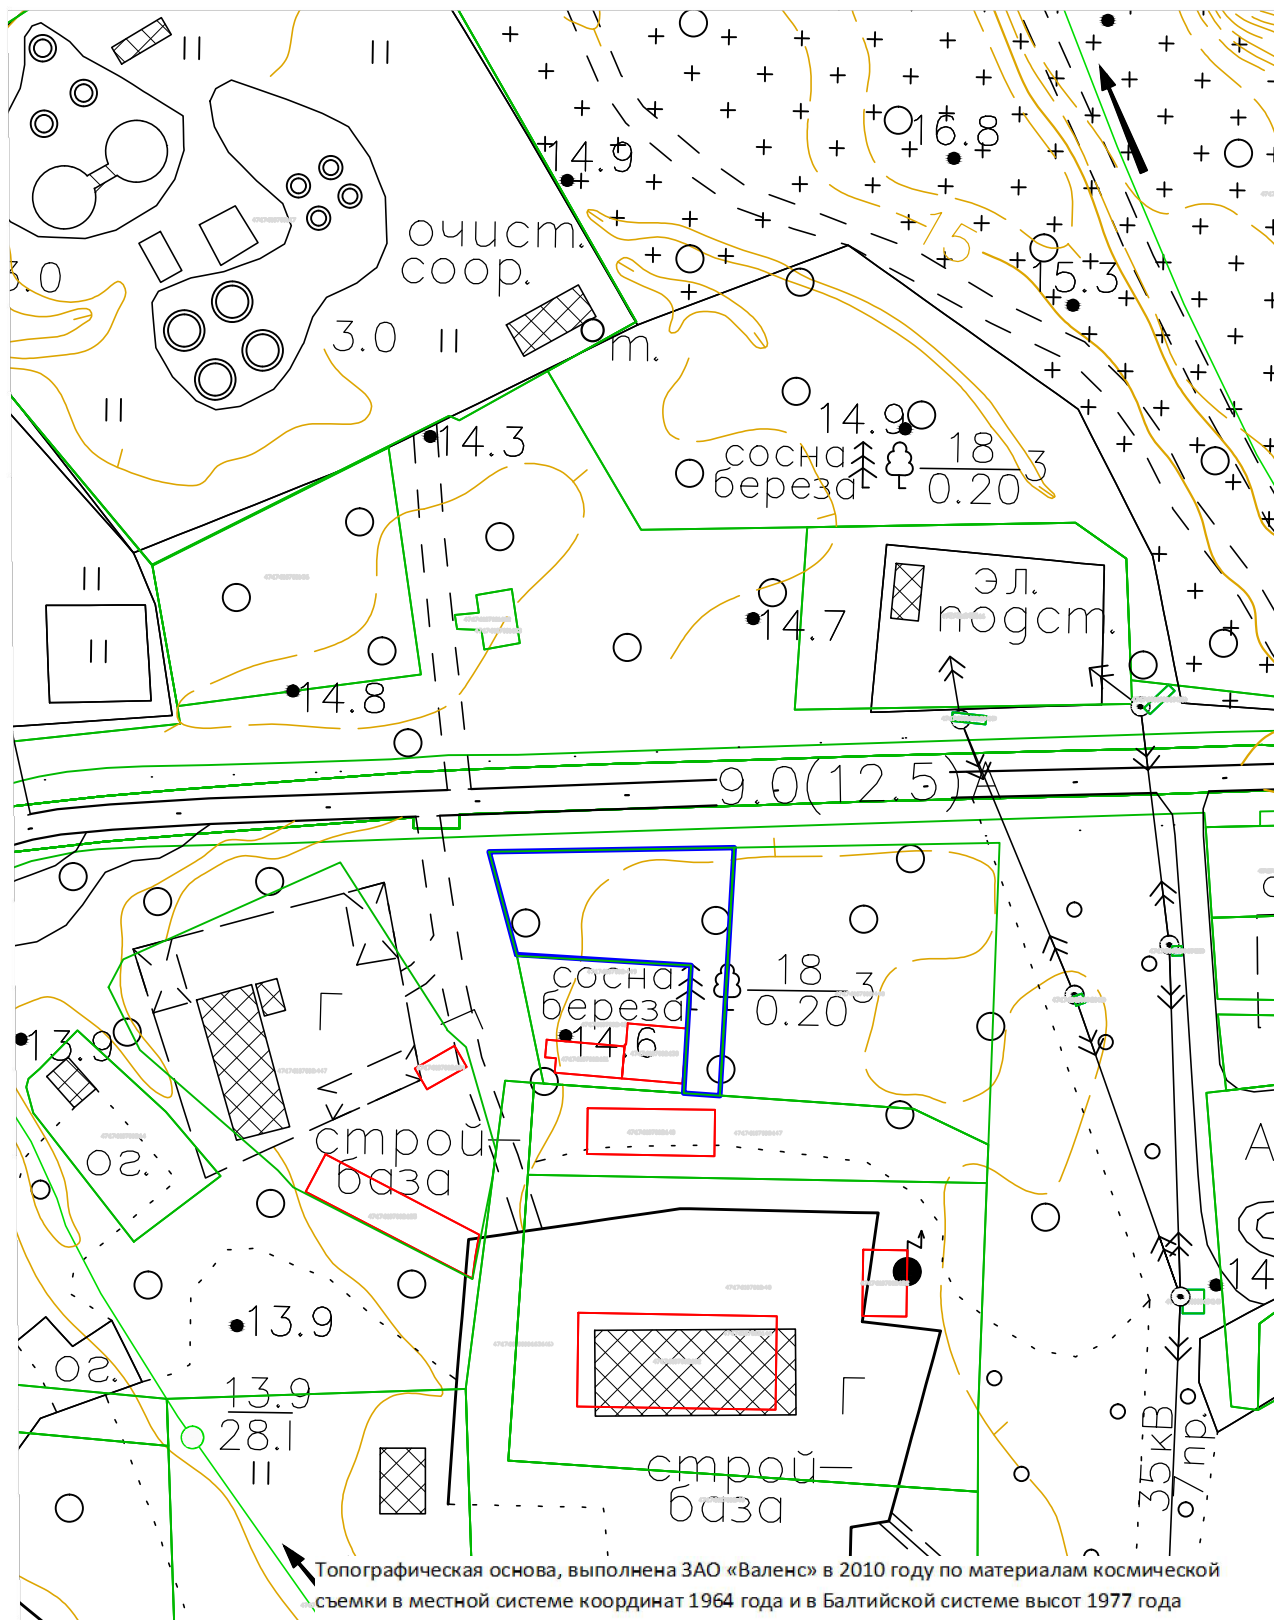 16.8
14.9
очист.
соор.
15
15.3
3.0
3.0
т.
14.9
14.3
сосна
береза
18
0.20
3
эл.
подст.
14.7
14.8
9.0(12.5)А
сосна
береза
18
0.20
3
13.9
14.6
Г
строй—
база
ог.
А
14
13.9
ог.
13.9
28.1
Г
строй—
база
35кВ
7пр.
Топографическая основа, выполнена ЗАО «Валенс» в 2010 году по материалам космической
съемки в местной системе координат 1964 года и в Балтийской системе высот 1977 года